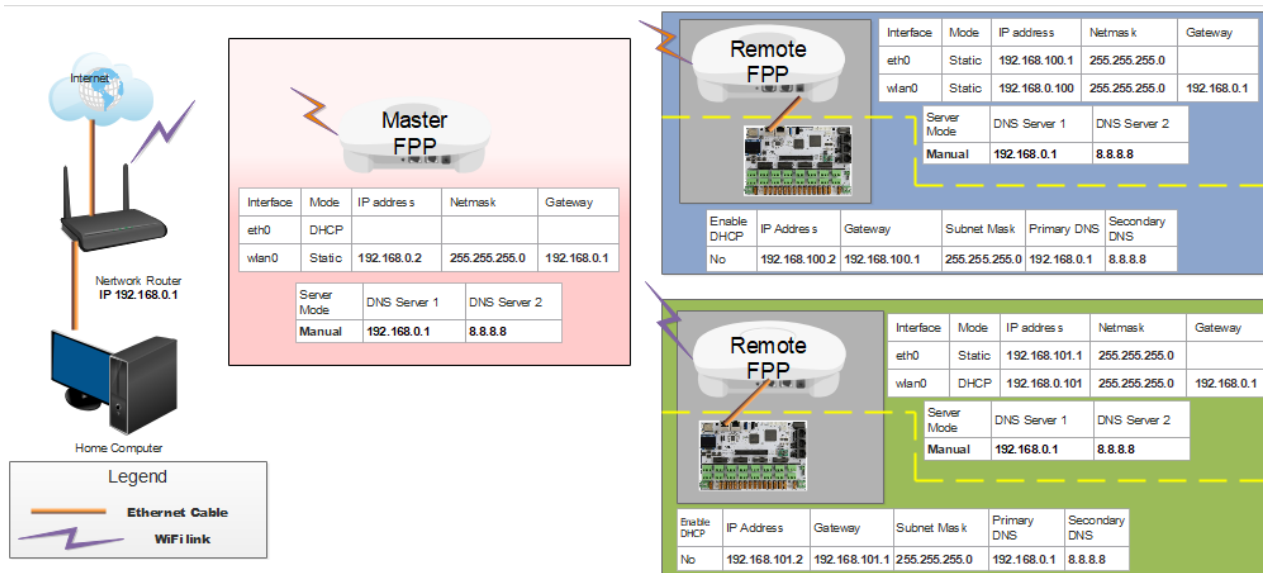 Internet
Nertwork Router
IP 192.168.0.1
Home Computer
Legend
Ethernet Cable
WiFi link
Master
FPP
Interface Mode IP address Netmask Gateway
eth0 DHCP
wlan0 Static 192.168.0.2 255.255.255.0 192.168.0.1
Server Mode DNS Server 1 DNS Server 2
Manual 192.168.0.1 8.8.8.8
Remote
FPP
Interface Mode IP address Netmask Gateway
eth0 Static 192.168.100.1 255.255.255.0
wlan0 Static 192.168.0.100 255.255.255.0 192.168.0.1
Server Mode DNS Server 1 DNS Server 2
Manual 192.168.0.1 8.8.8.8
Enable DHCP IP Address Gateway Subnet Mask Primary DNS Secondary DNS
No 192.168.100.2 192.168.100.1 255.255.255.0 192.168.0.1 8.8.8.8
Remote
FPP
Interface Mode IP address Netmask Gateway
eth0 Static 192.168.101.1 255.255.255.0
wlan0 DHCP 192.168.0.101 255.255.255.0 192.168.0.1
Server Mode DNS Server 1 DNS Server 2
Manual 192.168.0.1 8.8.8.8
Enable DHCP IP Address Gateway Subnet Mask Primary DNS Secondary DNS
No 192.168.101.2 192.168.101.1 255.255.255.0 192.168.0.1 8.8.8.8